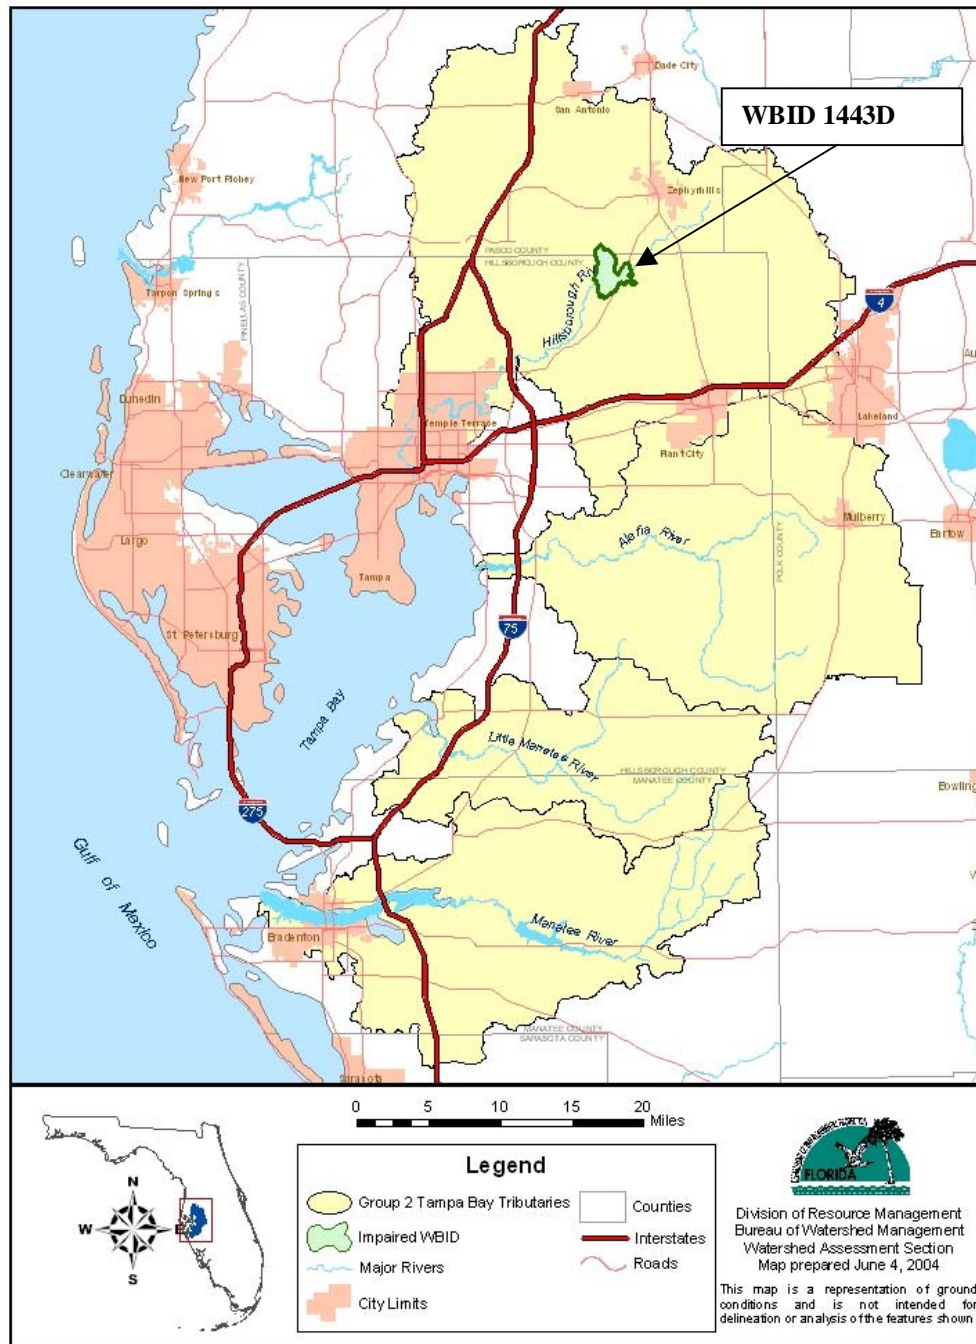 Dade City
San Antonio
WBID 1443D
New Port Richey
Zephyrhills
PASCO COUNTY
HILLSBOROUGH COUNTY
PINELLAS COUNTY
Tarpon Springs
Hillsborough Riv
4
Dunedin
Temple Terrace
Lakeland
Clearwater
Plant City
Mulberry
Bartow
Largo
Alafia River
POLK COUNTY
Tampa
75
St Petersburg
Tampa Bay
Little Manatee River
HILLSBOROUGH COUNTY
MANATEE COUNTY
Bowling
275
Gulf of Mexico
Manatee River
Bradenton
MANATEE COUNTY
SARASOTA COUNTY
Sarasota
0 5 10 15 20
Miles
Legend
Group 2 Tampa Bay Tributaries
Counties
Impaired WBID
Interstates
Major Rivers
Roads
City Limits
N
W E
S
FLORIDA
Division of Resource Management
Bureau of Watershed Management
Watershed Assessment Section
Map prepared June 4, 2004
This map is a representation of ground
conditions and is not intended for
delineation or analysis of the features shown